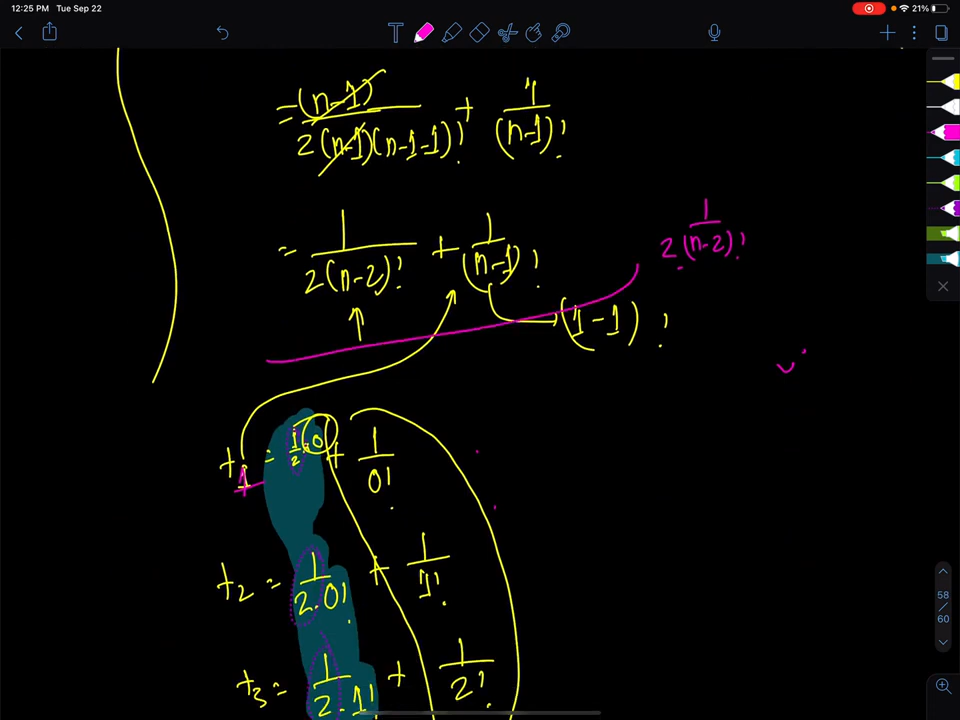 12:25 PM Tue Sep 22
21%
T
= (n-1) / 2(n-1)(n-1-1)! + 1 / (n-1)!
= 1 / 2(n-2)! + 1 / (n-1)!
1 / 2(n-2)!
(1-1)!
t1 = 1/2 . 0 + 1 / 0!
t2 = 1 / 2.0! + 1 / 1!
t3 = 1 / 2.1! + 1 / 2!
58
/
60